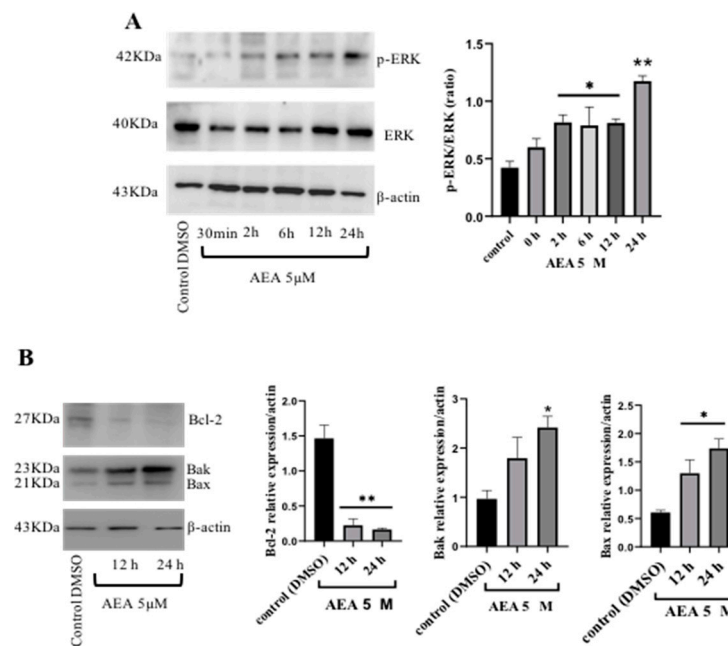 A
42KDa
p-ERK
40KDa
ERK
43KDa
β-actin
Control DMSO
30min 2h 6h 12h 24h
AEA 5µM
p-ERK/ERK (ratio)
1.5
1.0
0.5
0.0
*
**
control
0 h
2 h
6 h
12 h
24 h
AEA 5 M
B
27KDa
Bcl-2
23KDa
Bak
21KDa
Bax
43KDa
β-actin
Control DMSO
12 h 24 h
AEA 5µM
Bcl-2 relative expression/actin
2.0
1.5
1.0
0.5
0.0
**
control (DMSO)
12 h
24 h
AEA 5 M
Bak relative expression/actin
3
2
1
0
*
control (DMSO)
12 h
24 h
AEA 5 M
Bax relative expression/actin
2.5
2.0
1.5
1.0
0.5
0.0
*
control (DMSO)
12 h
24 h
AEA 5 M